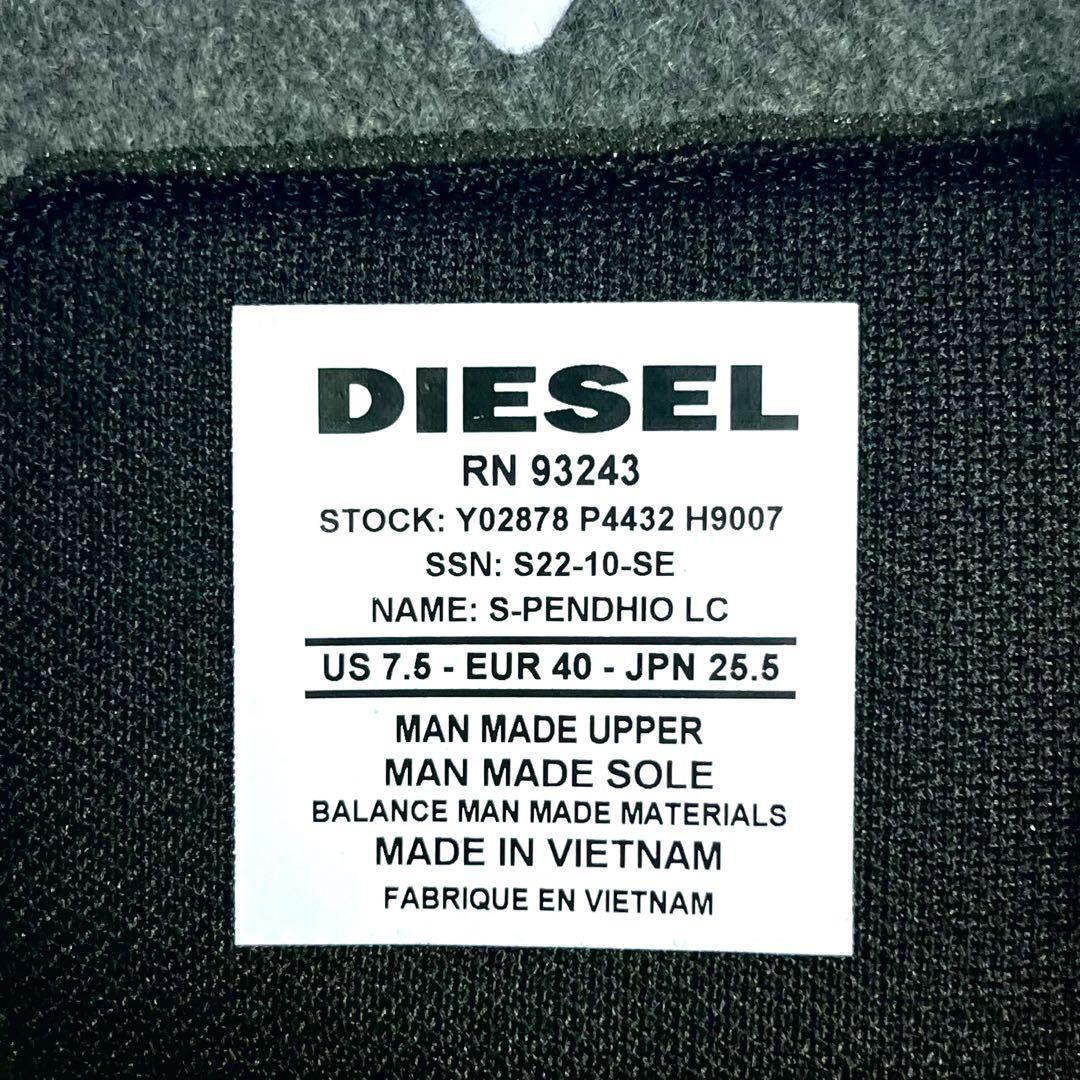 DIESEL
RN 93243
STOCK: Y02878 P4432 H9007
SSN: S22-10-SE
NAME: S-PENDHIO LC
US 7.5 - EUR 40 - JPN 25.5
MAN MADE UPPER
MAN MADE SOLE
BALANCE MAN MADE MATERIALS
MADE IN VIETNAM
FABRIQUE EN VIETNAM